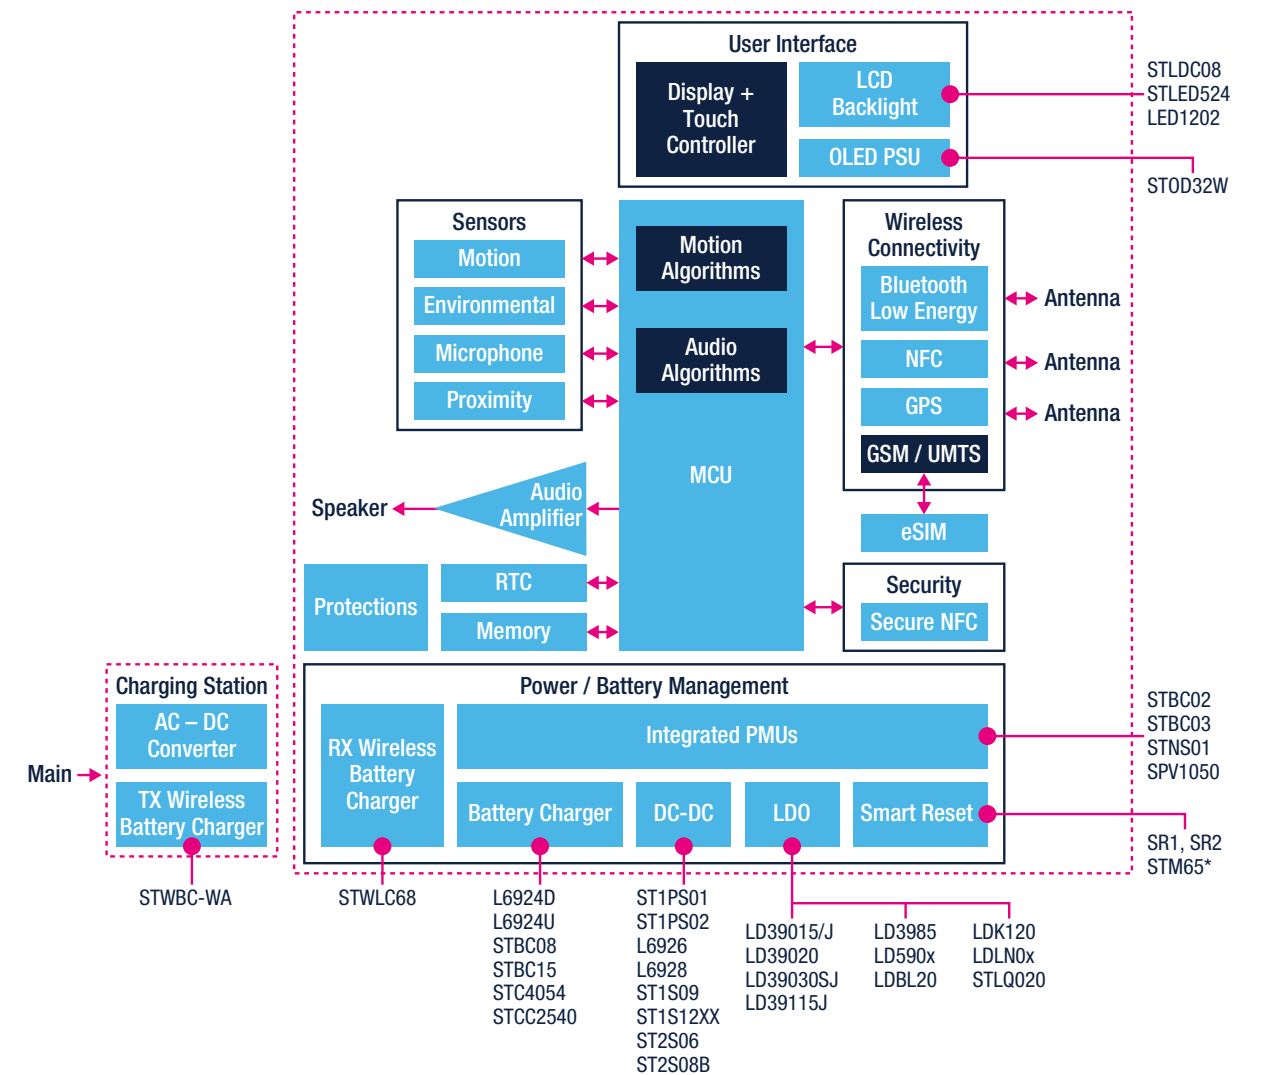 User Interface
Display +
Touch
Controller
LCD
Backlight
OLED PSU
STLDC08
STLED524
LED1202
STOD32W
Sensors
Motion
Environmental
Microphone
Proximity
Motion
Algorithms
Audio
Algorithms
MCU
Wireless
Connectivity
Bluetooth
Low Energy
NFC
GPS
GSM / UMTS
Antenna
Antenna
Antenna
eSIM
Speaker
Audio
Amplifier
Protections
RTC
Memory
Security
Secure NFC
Main
Charging Station
AC – DC
Converter
TX Wireless
Battery Charger
STWBC-WA
Power / Battery Management
RX Wireless
Battery
Charger
Integrated PMUs
Battery Charger
DC-DC
LDO
Smart Reset
STBC02
STBC03
STNS01
SPV1050
SR1, SR2
STM65*
STWLC68
L6924D
L6924U
STBC08
STBC15
STC4054
STCC2540
ST1PS01
ST1PS02
L6926
L6928
ST1S09
ST1S12XX
ST2S06
ST2S08B
LD39015/J
LD39020
LD39030SJ
LD39115J
LD3985
LD590x
LDBL20
LDK120
LDLN0x
STLQ020